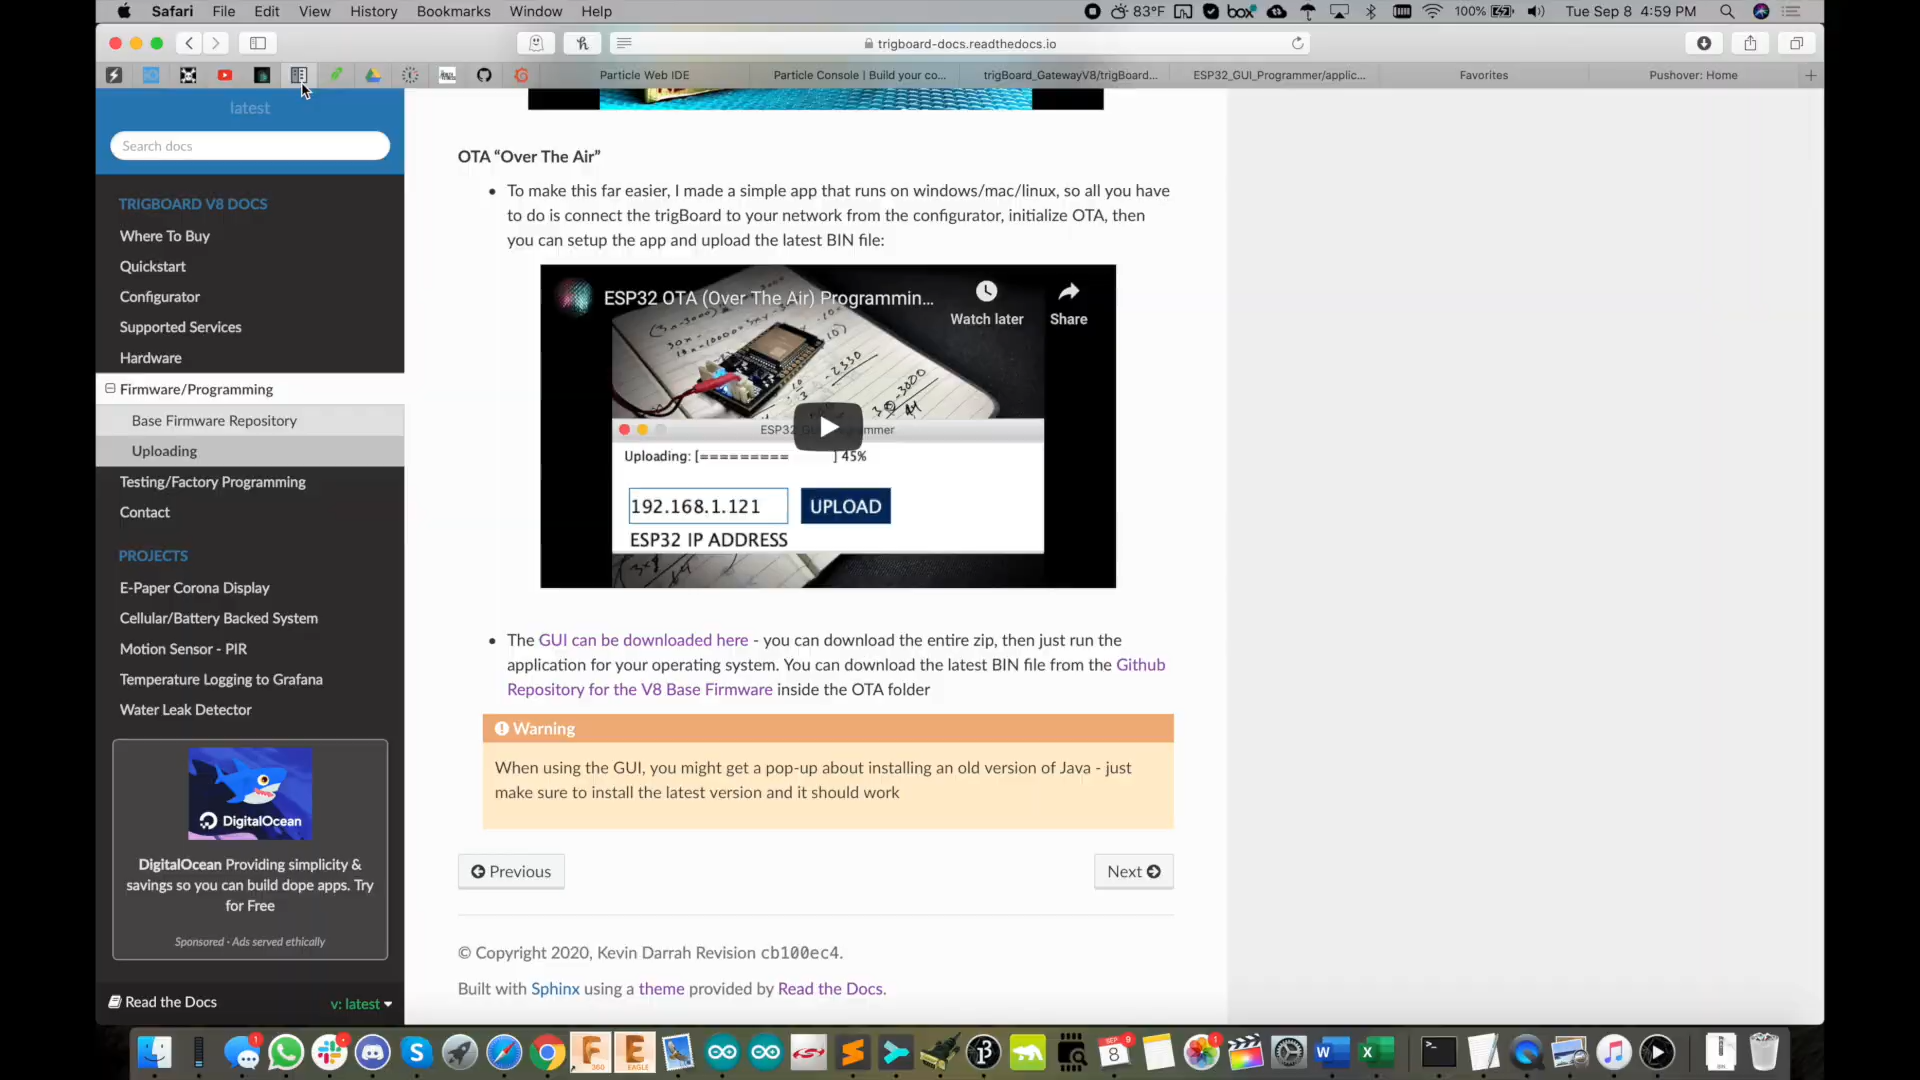 Safari File Edit View History Bookmarks Window Help
83°F box 100% Tue Sep 8 4:59 PM
trigboard-docs.readthedocs.io
Particle Web IDE
Particle Console | Build your co...
trigBoard_GatewayV8/trigBoard...
ESP32_GUI_Programmer/applic...
Favorites
Pushover: Home
latest
Search docs
TRIGBOARD V8 DOCS
Where To Buy
Quickstart
Configurator
Supported Services
Hardware
Firmware/Programming
Base Firmware Repository
Uploading
Testing/Factory Programming
Contact
PROJECTS
E-Paper Corona Display
Cellular/Battery Backed System
Motion Sensor - PIR
Temperature Logging to Grafana
Water Leak Detector
DigitalOcean
DigitalOcean Providing simplicity &
savings so you can build dope apps. Try
for Free
Sponsored · Ads served ethically
Read the Docs
v: latest
OTA “Over The Air”
To make this far easier, I made a simple app that runs on windows/mac/linux, so all you have
to do is connect the trigBoard to your network from the configurator, initialize OTA, then
you can setup the app and upload the latest BIN file:
ESP32 OTA (Over The Air) Programmin...
Watch later
Share
Uploading: [========= ] 45%
192.168.1.121
UPLOAD
ESP32 IP ADDRESS
The GUI can be downloaded here - you can download the entire zip, then just run the
application for your operating system. You can download the latest BIN file from the Github
Repository for the V8 Base Firmware inside the OTA folder
Warning
When using the GUI, you might get a pop-up about installing an old version of Java - just
make sure to install the latest version and it should work
Previous
Next
© Copyright 2020, Kevin Darrah Revision cb100ec4.
Built with Sphinx using a theme provided by Read the Docs.